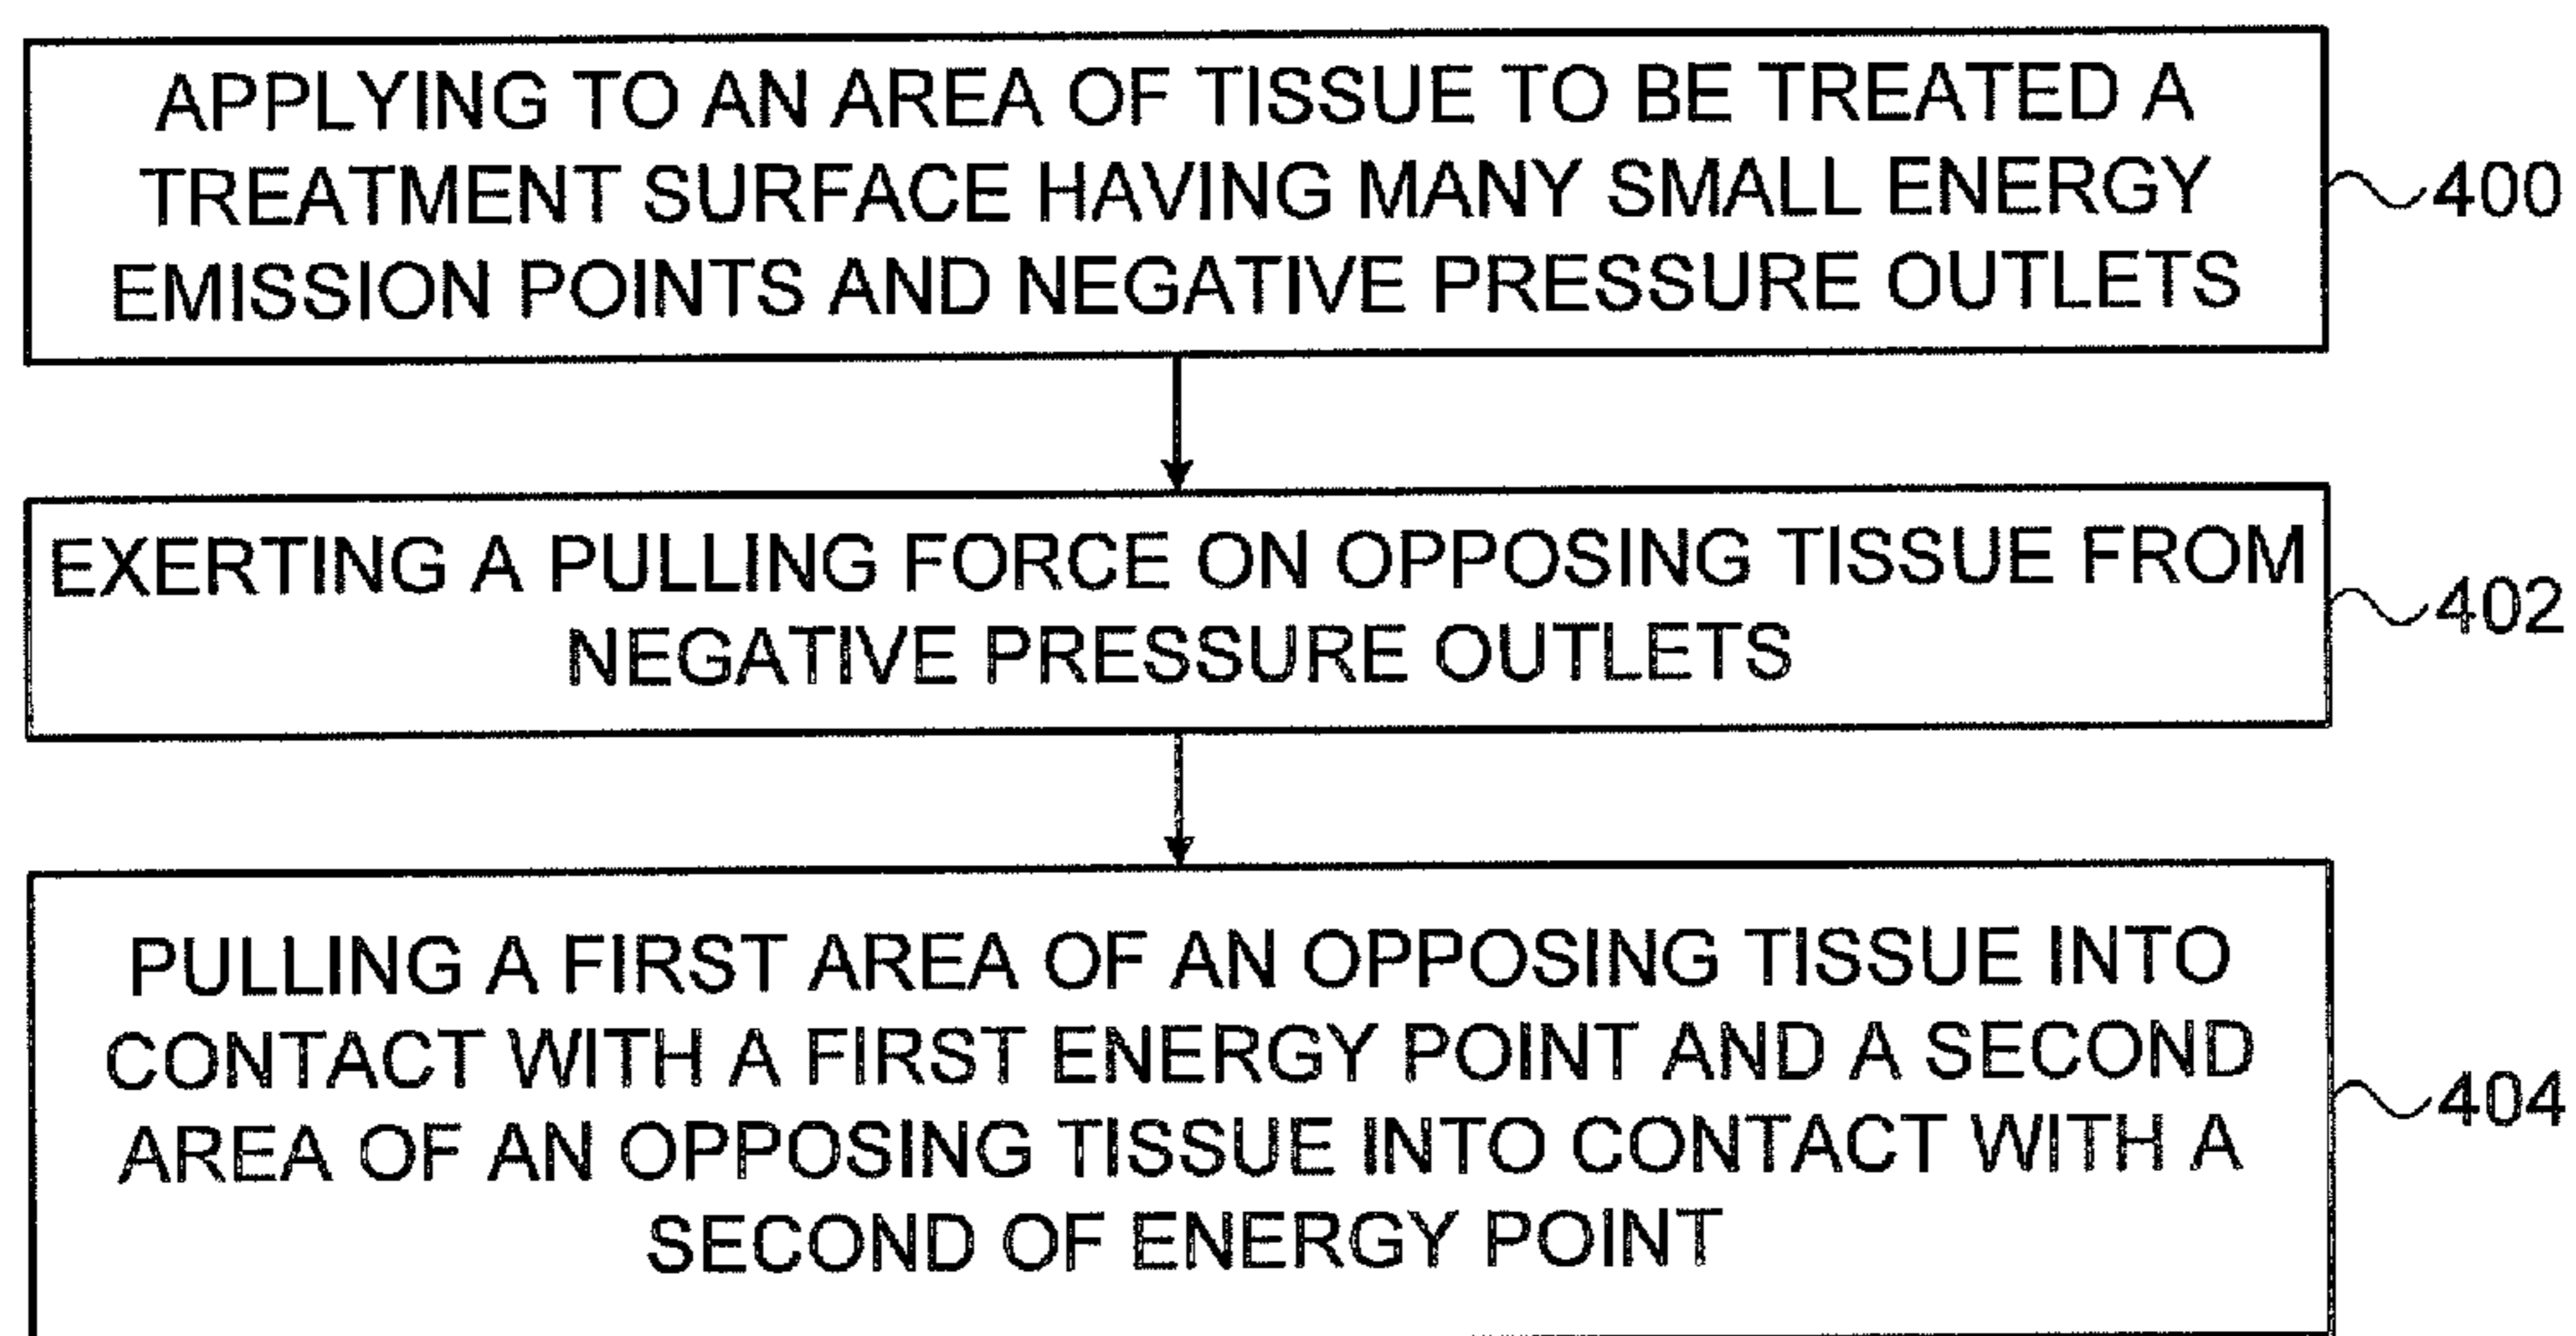 APPLYING TO AN AREA OF TISSUE TO BE TREATED A
TREATMENT SURFACE HAVING MANY SMALL ENERGY
EMISSION POINTS AND NEGATIVE PRESSURE OUTLETS
400
EXERTING A PULLING FORCE ON OPPOSING TISSUE FROM
NEGATIVE PRESSURE OUTLETS
402
PULLING A FIRST AREA OF AN OPPOSING TISSUE INTO
CONTACT WITH A FIRST ENERGY POINT AND A SECOND
AREA OF AN OPPOSING TISSUE INTO CONTACT WITH A
SECOND OF ENERGY POINT
404